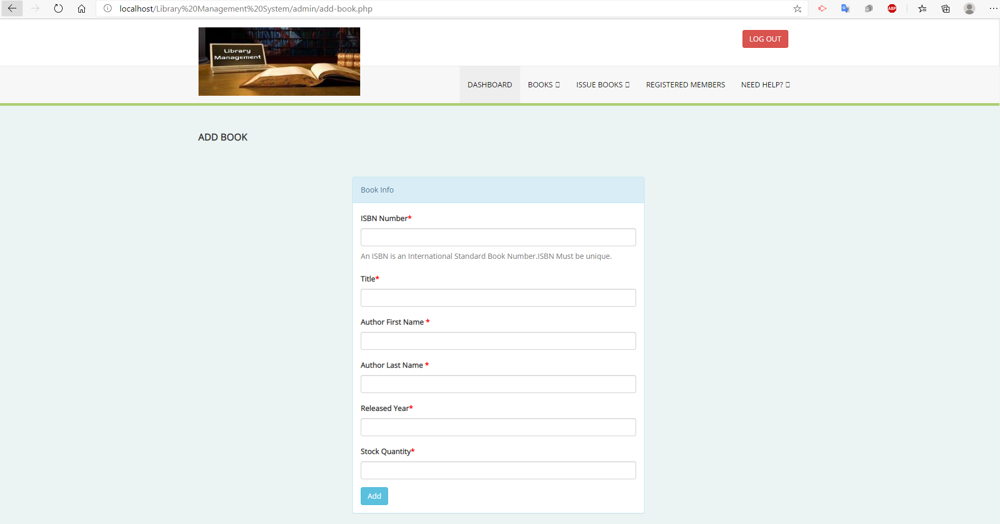 localhost/Library%20Management%20System/admin/add-book.php
ABP
Library
Management
LOG OUT
DASHBOARD
BOOKS
ISSUE BOOKS
REGISTERED MEMBERS
NEED HELP?
ADD BOOK
Book Info
ISBN Number*
An ISBN is an International Standard Book Number.ISBN Must be unique.
Title*
Author First Name *
Author Last Name *
Released Year*
Stock Quantity*
Add